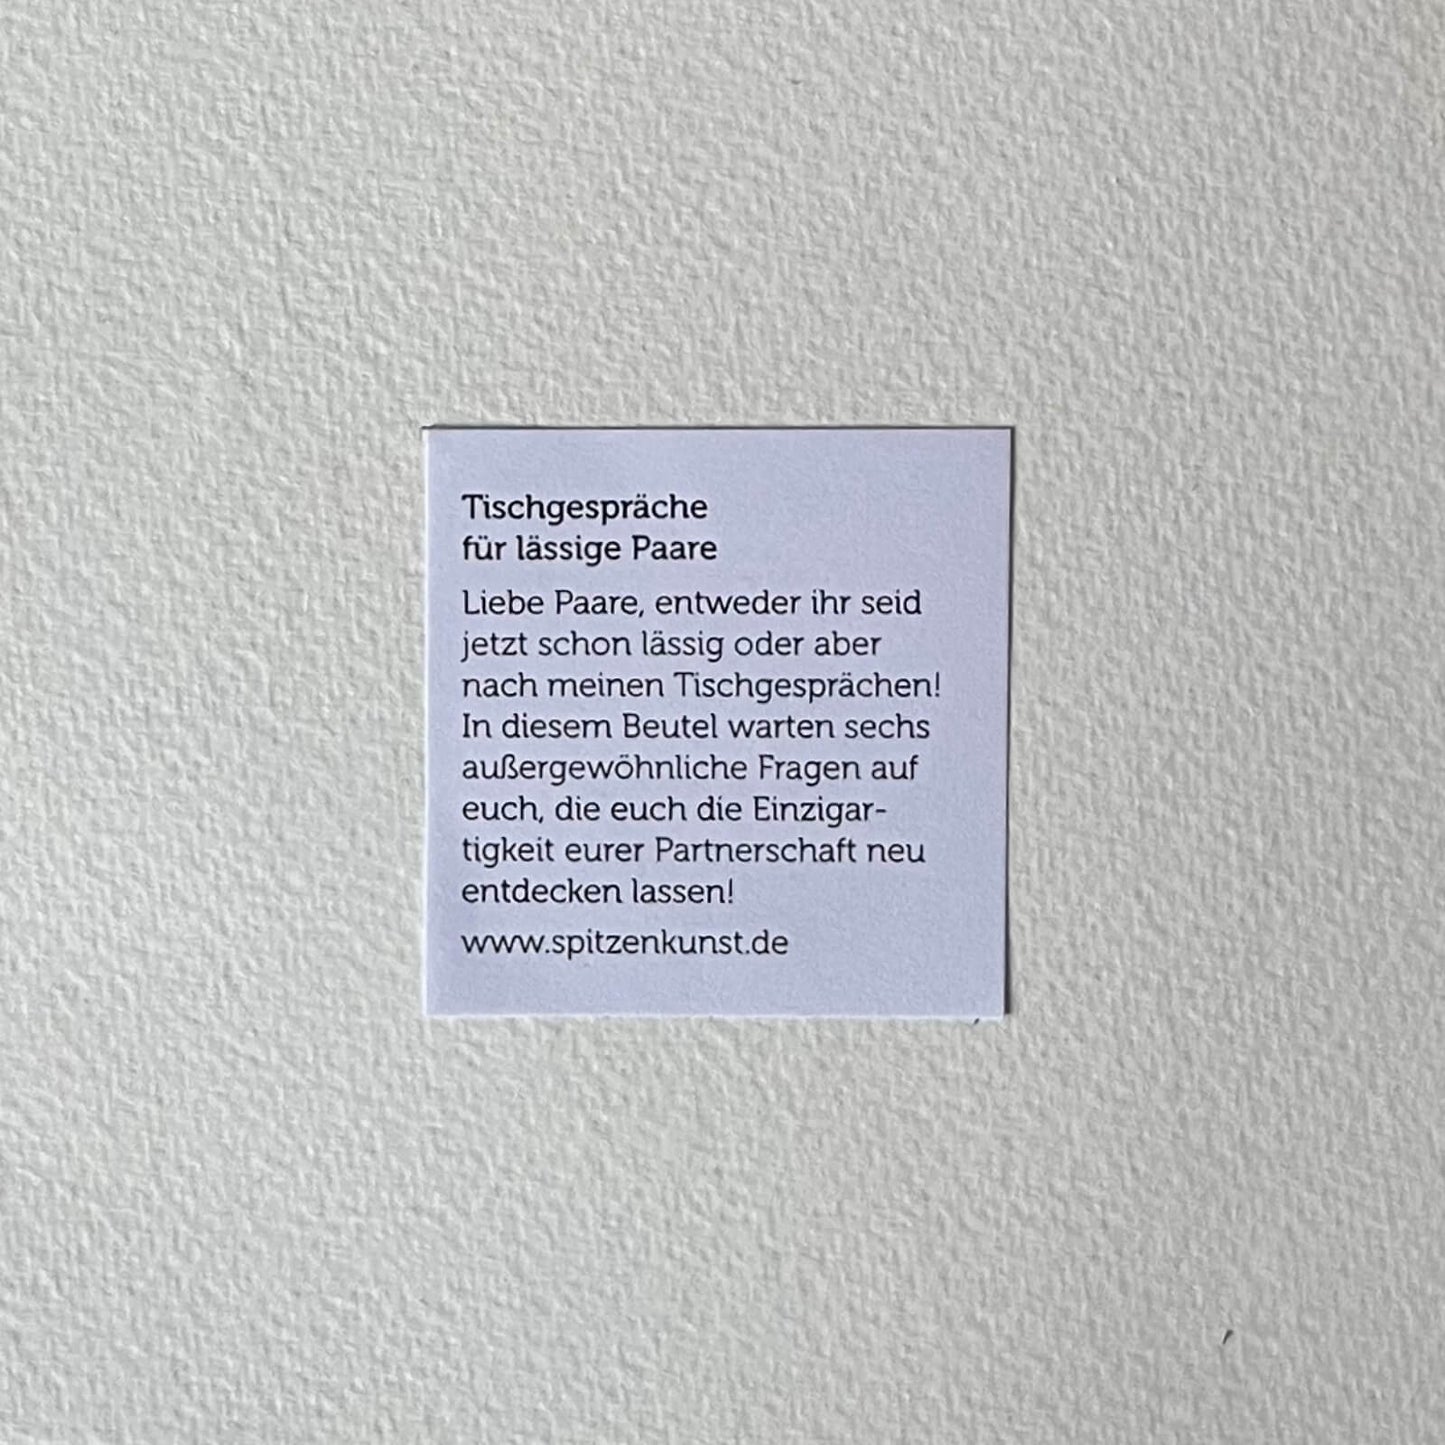 Tischgespräche
für lässige Paare
Liebe Paare, entweder ihr seid
jetzt schon lässig oder aber
nach meinen Tischgesprächen!
In diesem Beutel warten sechs
außergewöhnliche Fragen auf
euch, die euch die Einzigar-
tigkeit eurer Partnerschaft neu
entdecken lassen!
www.spitzenkunst.de